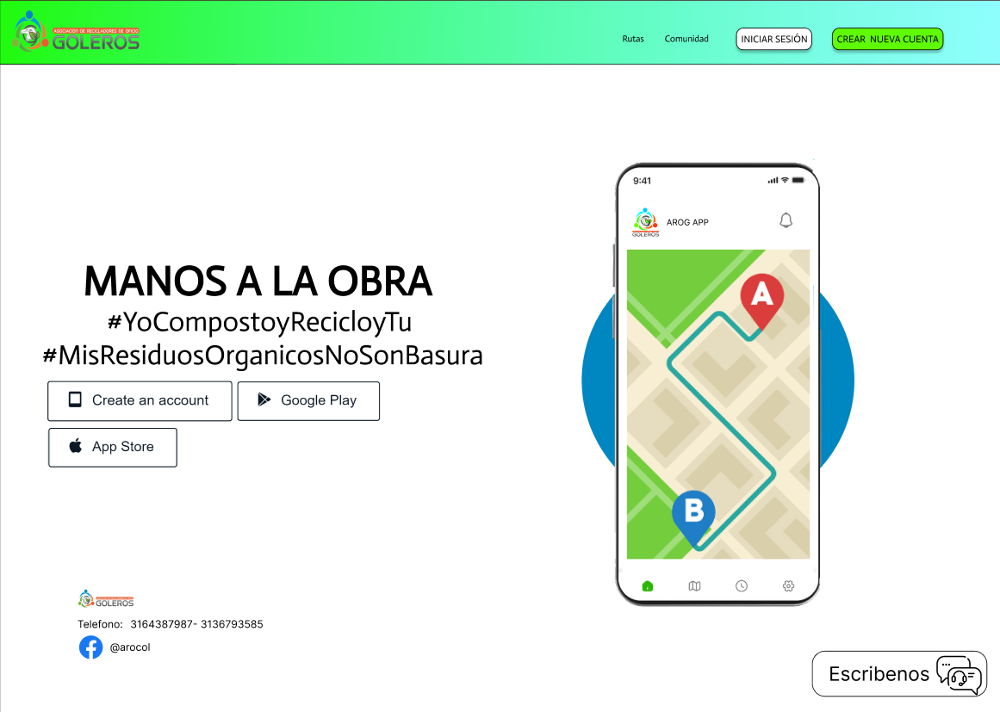 ASOCIACION DE RECICLADORES DE OFICIO
GOLEROS
Rutas
Comunidad
INICIAR SESIÓN
CREAR NUEVA CUENTA
9:41
GOLEROS
AROG APP
A
B
MANOS A LA OBRA
#YoCompostoyRecicloyTu
#MisResiduosOrganicosNoSonBasura
Create an account
Google Play
App Store
GOLEROS
Telefono: 3164387987- 3136793585
@arocol
Escribenos